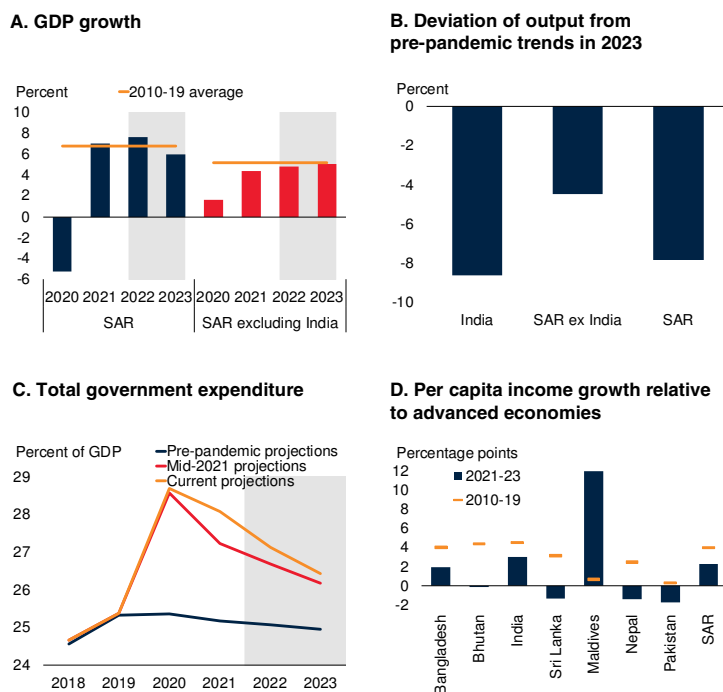 A. GDP growth
Percent
2010-19 average
10
8
6
4
2
0
-2
-4
-6
2020 2021 2022 2023 2020 2021 2022 2023
SAR
SAR excluding India
B. Deviation of output from
pre-pandemic trends in 2023
Percent
0
-2
-4
-6
-8
-10
India
SAR ex India
SAR
C. Total government expenditure
Percent of GDP
Pre-pandemic projections
Mid-2021 projections
Current projections
29
28
27
26
25
24
2018 2019 2020 2021 2022 2023
D. Per capita income growth relative
to advanced economies
Percentage points
12
10
8
6
4
2
0
-2
2021-23
2010-19
Bangladesh
Bhutan
India
Sri Lanka
Maldives
Nepal
Pakistan
SAR